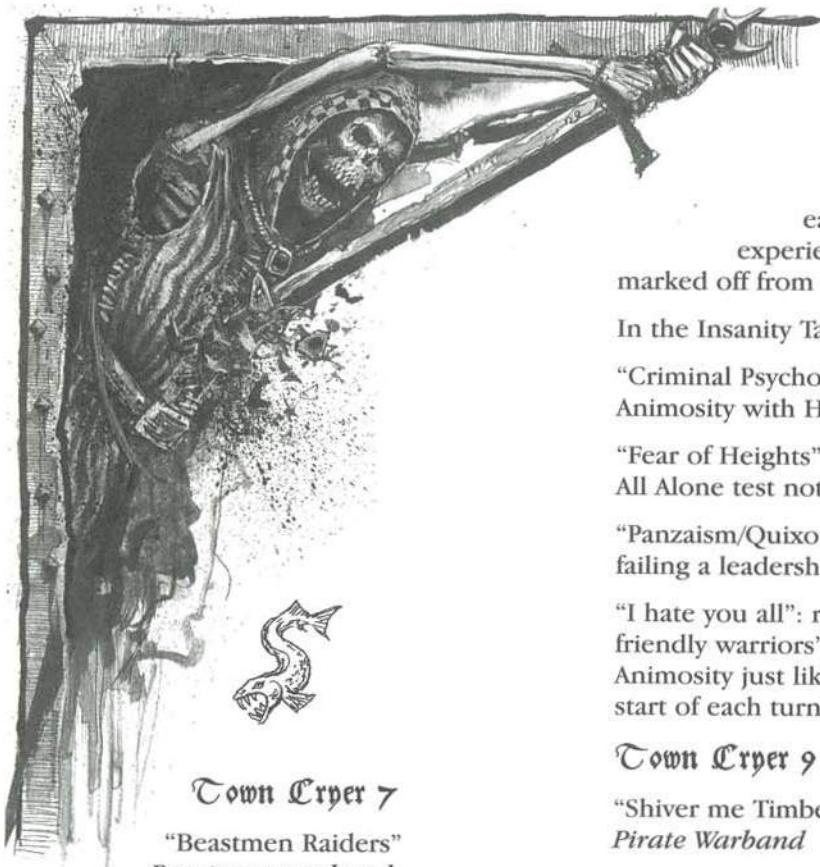 Town Cryer 7
"Beastmen Raiders"
ea
experie
marked off from
In the Insanity Ta
"Criminal Psycho
Animosity with H
"Fear of Heights"
All Alone test not
"Panzaism/Quixo
failing a leadersh
"I hate you all": r
friendly warriors'
Animosity just lik
start of each turn
Town Cryer 9
"Shiver me Timbe
Pirate Warband